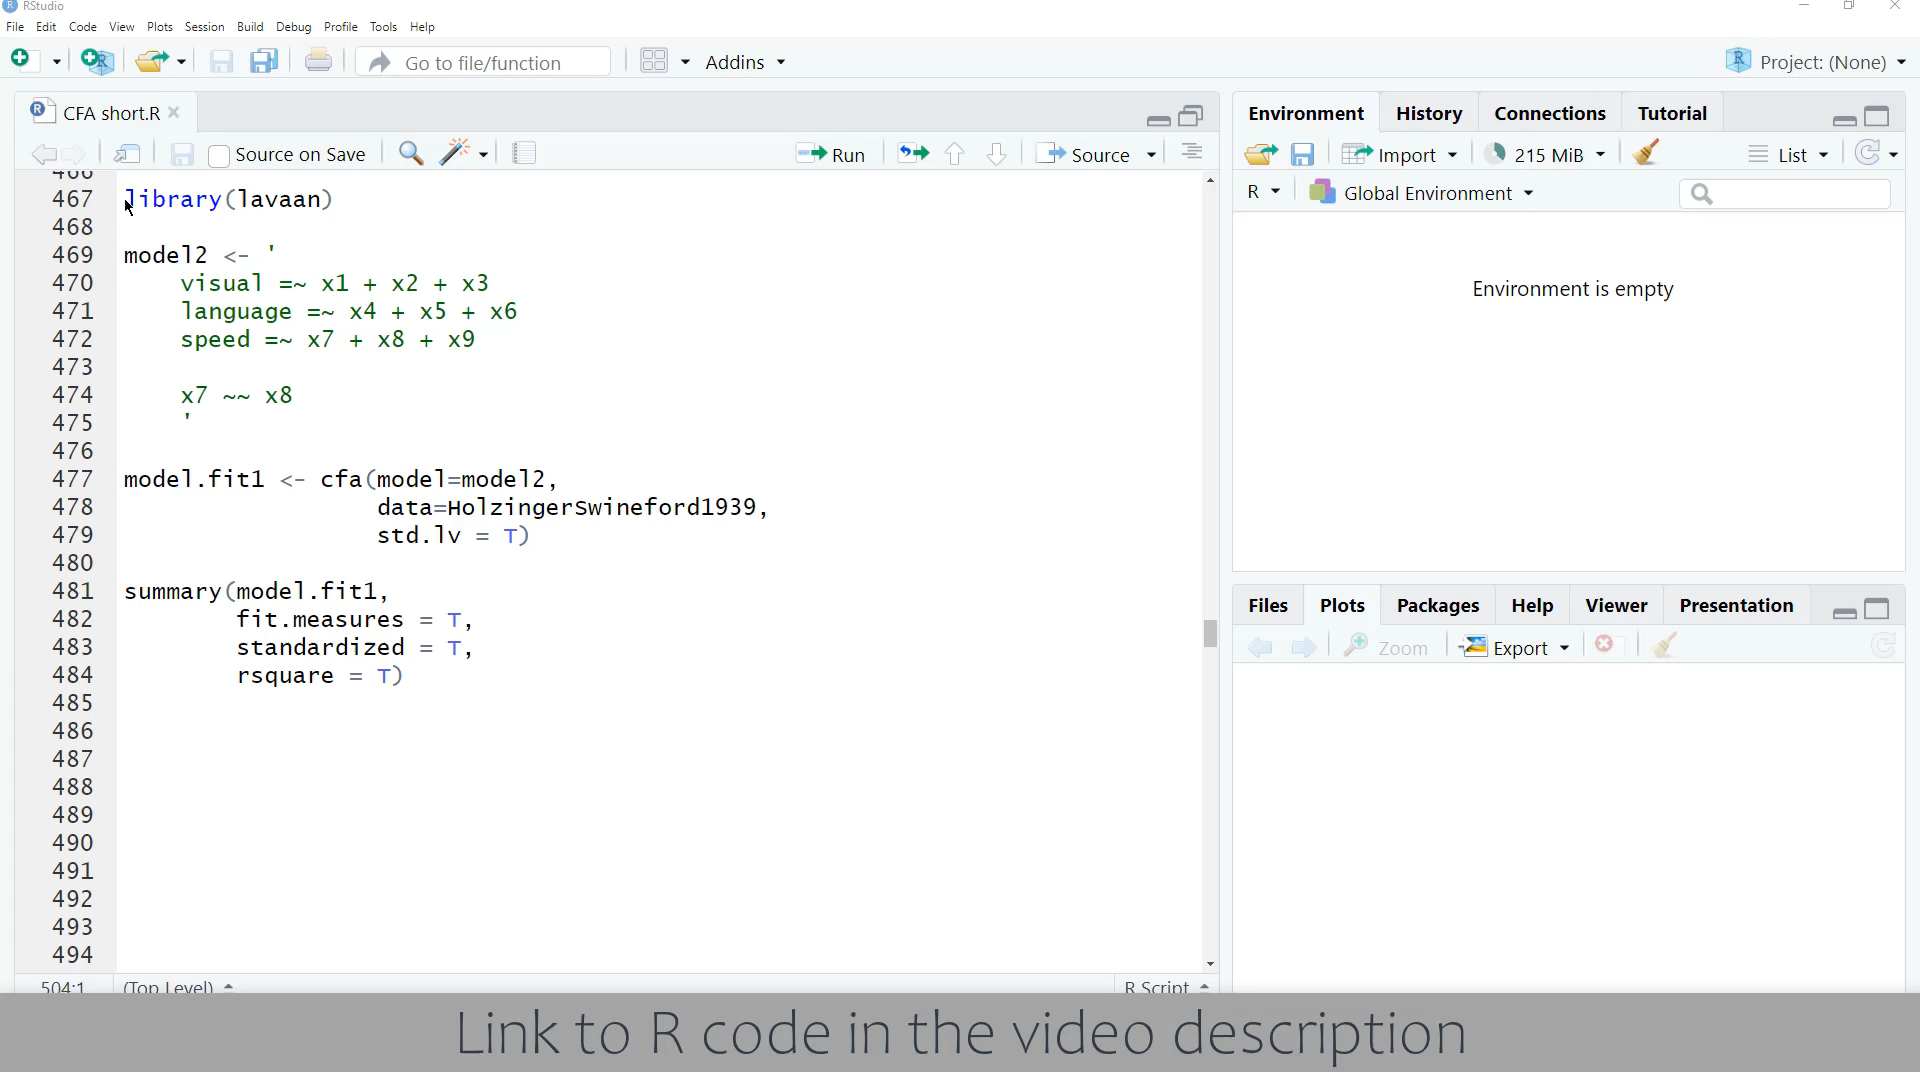 RStudio
File Edit Code View Plots Session Build Debug Profile Tools Help
Go to file/function Addins Project: (None)
CFA short.R
Source on Save Run Source
466
467 library(lavaan)
468
469 model2 <- '
470 visual =~ x1 + x2 + x3
471 language =~ x4 + x5 + x6
472 speed =~ x7 + x8 + x9
473
474 x7 ~~ x8
475 '
476
477 model.fit1 <- cfa(model=model2,
478 data=HolzingerSwineford1939,
479 std.lv = T)
480
481 summary(model.fit1,
482 fit.measures = T,
483 standardized = T,
484 rsquare = T)
485
486
487
488
489
490
491
492
493
494
504:1 (Top Level) R Script
Environment History Connections Tutorial
Import 215 MiB List
R Global Environment
Environment is empty
Files Plots Packages Help Viewer Presentation
Zoom Export
Link to R code in the video description